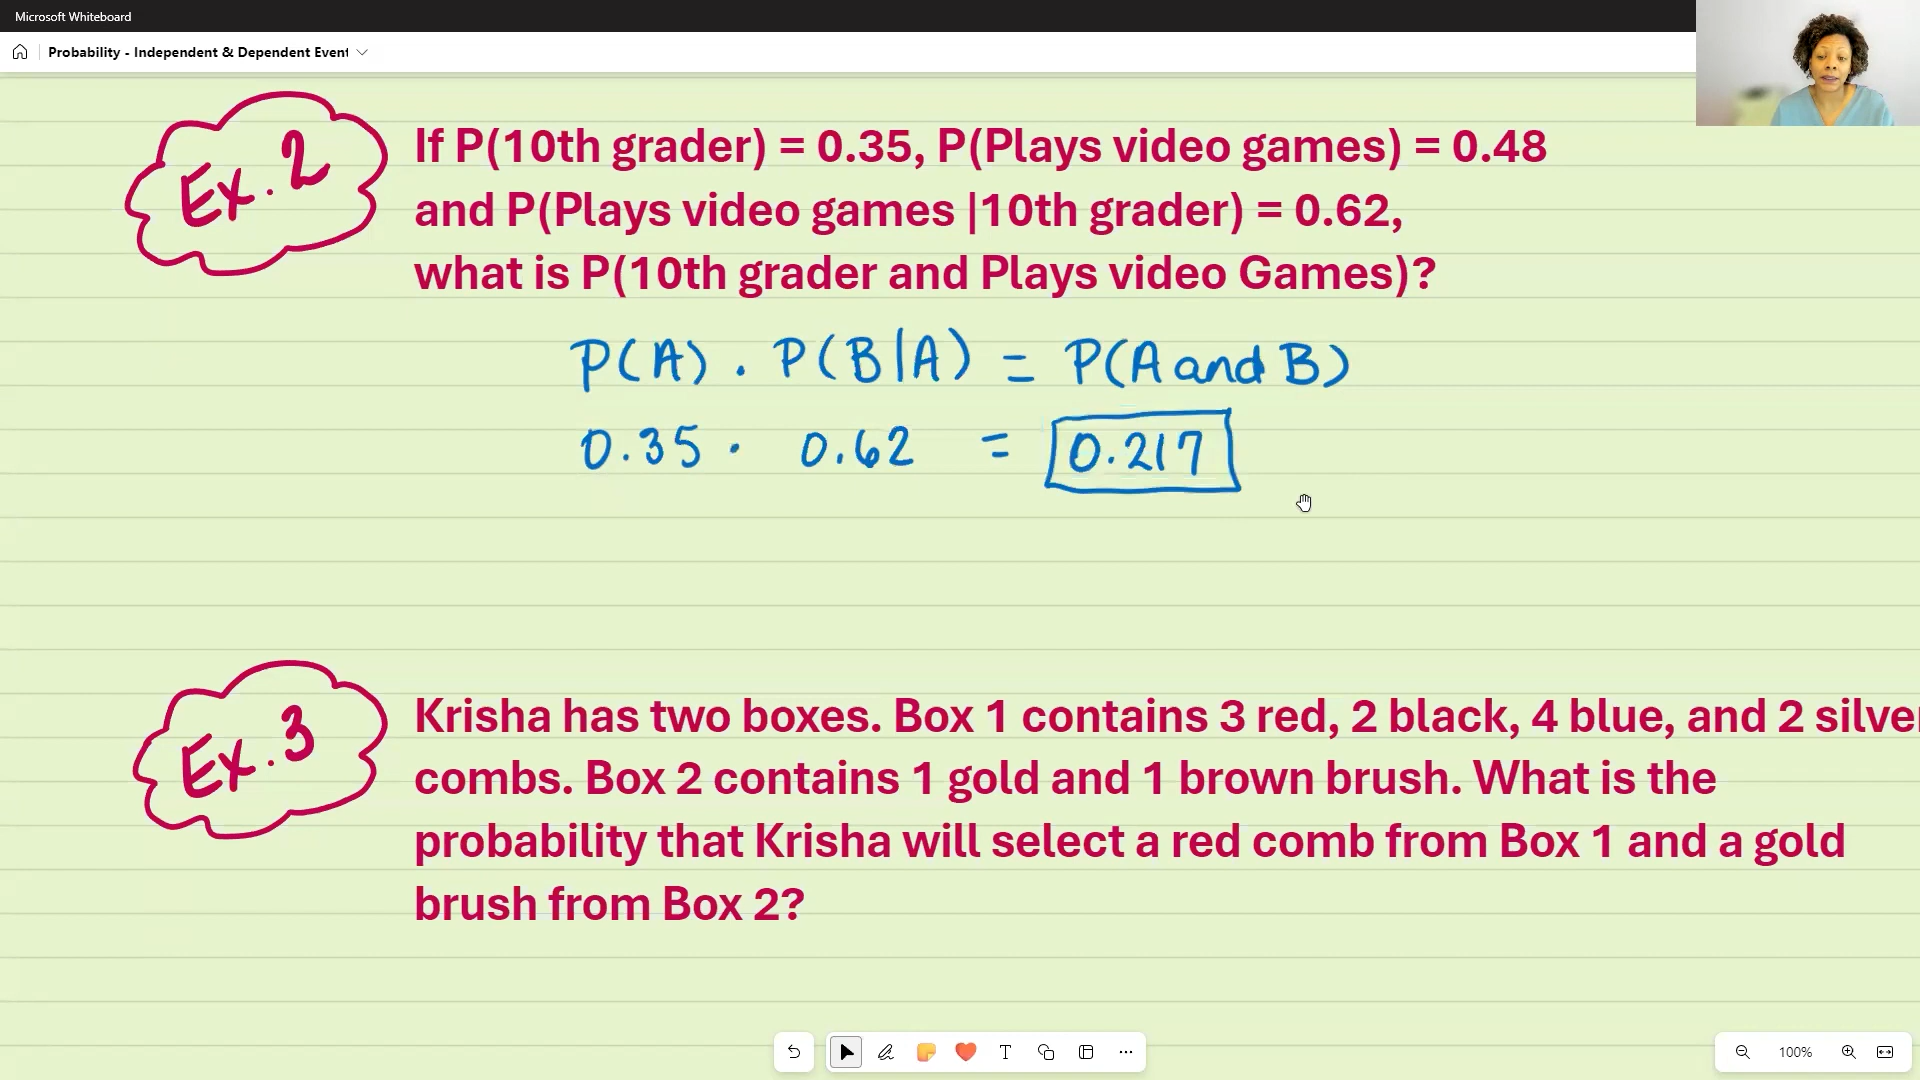 Microsoft Whiteboard
Probability - Independent & Dependent Event
Ex. 2
If P(10th grader) = 0.35, P(Plays video games) = 0.48
and P(Plays video games |10th grader) = 0.62,
what is P(10th grader and Plays video Games)?
P(A) . P(B|A) = P(A and B)
0.35 · 0.62 = 0.217
Ex. 3
Krisha has two boxes. Box 1 contains 3 red, 2 black, 4 blue, and 2 silver
combs. Box 2 contains 1 gold and 1 brown brush. What is the
probability that Krisha will select a red comb from Box 1 and a gold
brush from Box 2?
100%